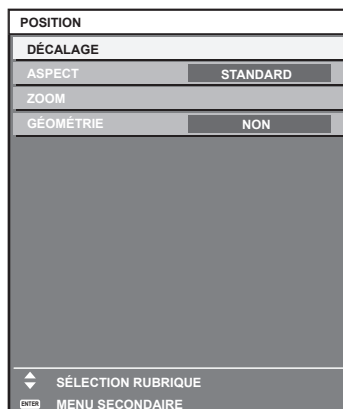 POSITION
DÉCALAGE
ASPECT STANDARD
ZOOM
GÉOMÉTRIE NON
SÉLECTION RUBRIQUE
ENTER MENU SECONDAIRE